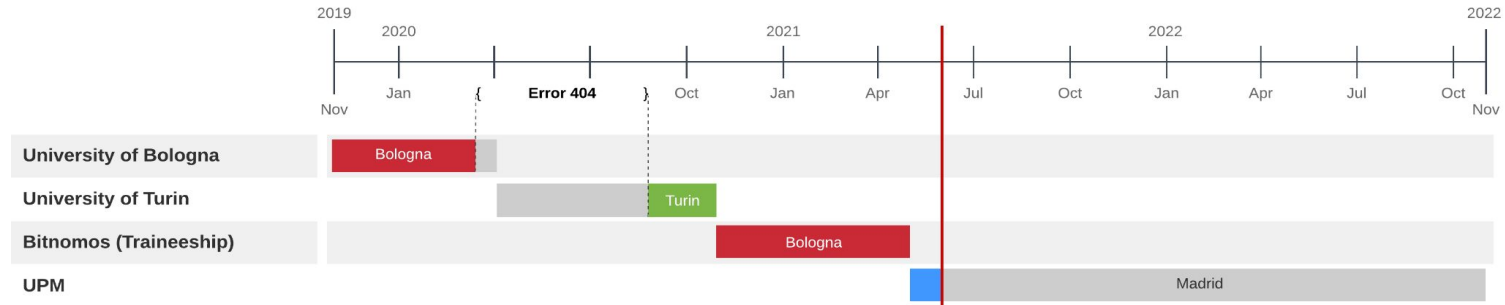 2019 2022
2020 2021 2022
Jan { Error 404 } Oct Jan Apr Jul Oct Jan Apr Jul Oct
Nov Nov
University of Bologna Bologna
University of Turin Turin
Bitnomos (Traineeship) Bologna
UPM Madrid